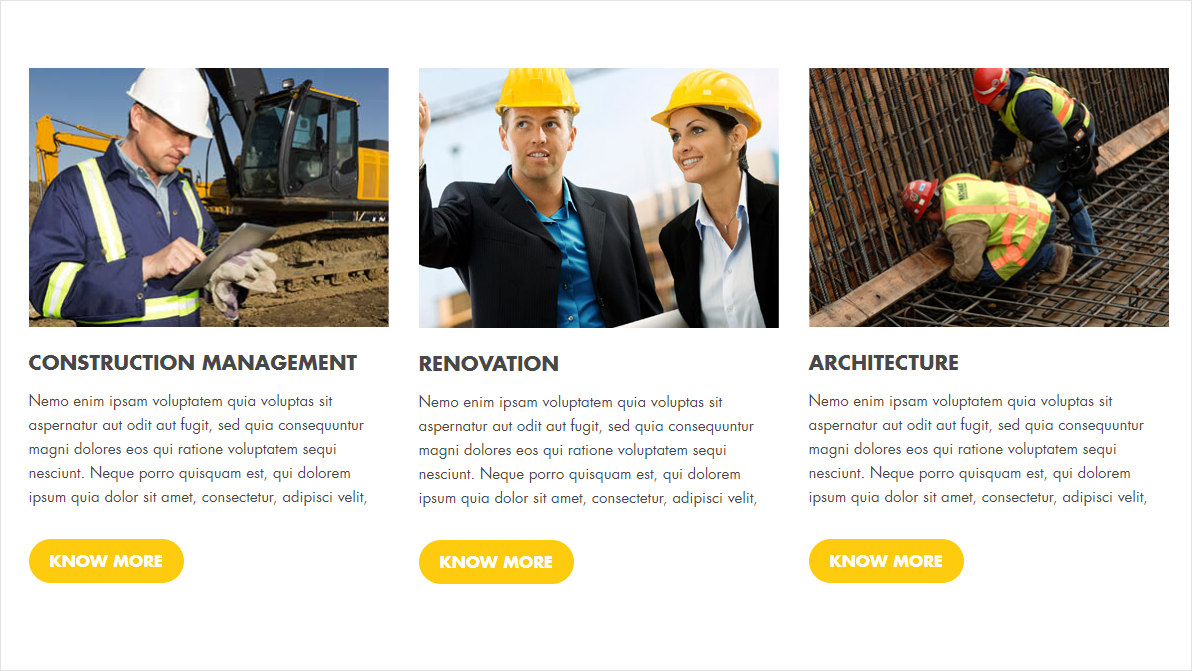 CONSTRUCTION MANAGEMENT
Nemo enim ipsam voluptatem quia voluptas sit
aspernatur aut odit aut fugit, sed quia consequuntur
magni dolores eos qui ratione voluptatem sequi
nesciunt. Neque porro quisquam est, qui dolorem
ipsum quia dolor sit amet, consectetur, adipisci velit,
KNOW MORE
RENOVATION
Nemo enim ipsam voluptatem quia voluptas sit
aspernatur aut odit aut fugit, sed quia consequuntur
magni dolores eos qui ratione voluptatem sequi
nesciunt. Neque porro quisquam est, qui dolorem
ipsum quia dolor sit amet, consectetur, adipisci velit,
KNOW MORE
ARCHITECTURE
Nemo enim ipsam voluptatem quia voluptas sit
aspernatur aut odit aut fugit, sed quia consequuntur
magni dolores eos qui ratione voluptatem sequi
nesciunt. Neque porro quisquam est, qui dolorem
ipsum quia dolor sit amet, consectetur, adipisci velit,
KNOW MORE